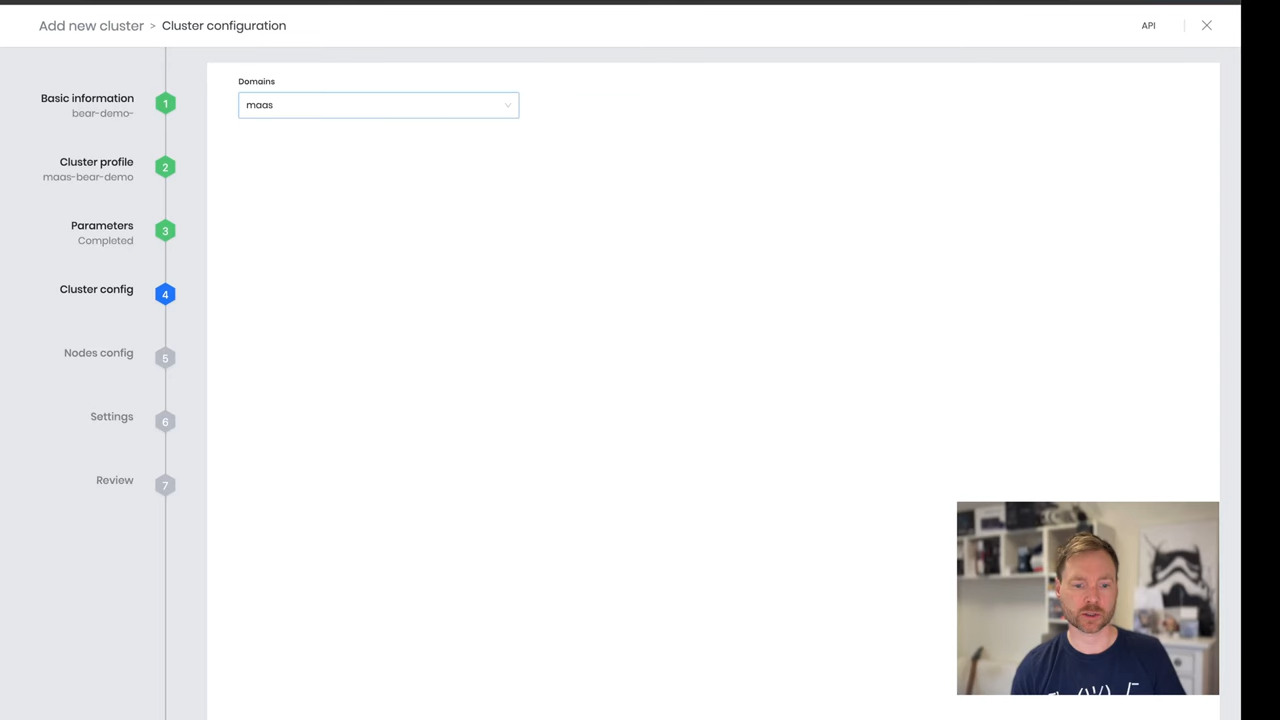 Add new cluster > Cluster configuration
API
Basic information
bear-demo-
1
Cluster profile
maas-bear-demo
2
Parameters
Completed
3
Cluster config
4
Nodes config
5
Settings
6
Review
7
Domains
maas